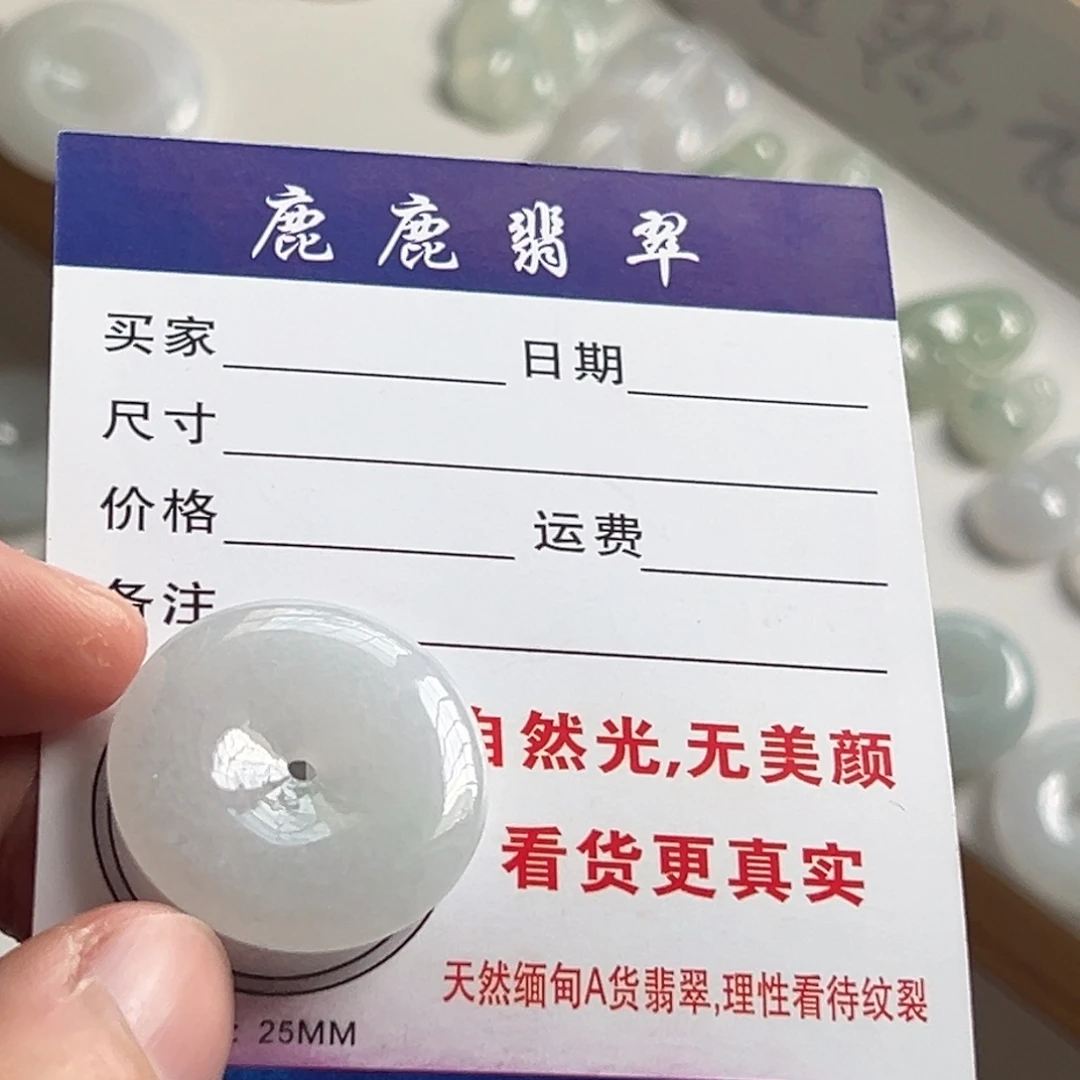 鹿鹿翡翠
买家 日期
尺寸
价格 运费
备注
自然光,无美颜
看货更真实
天然缅甸A货翡翠,理性看待纹裂
: 25MM